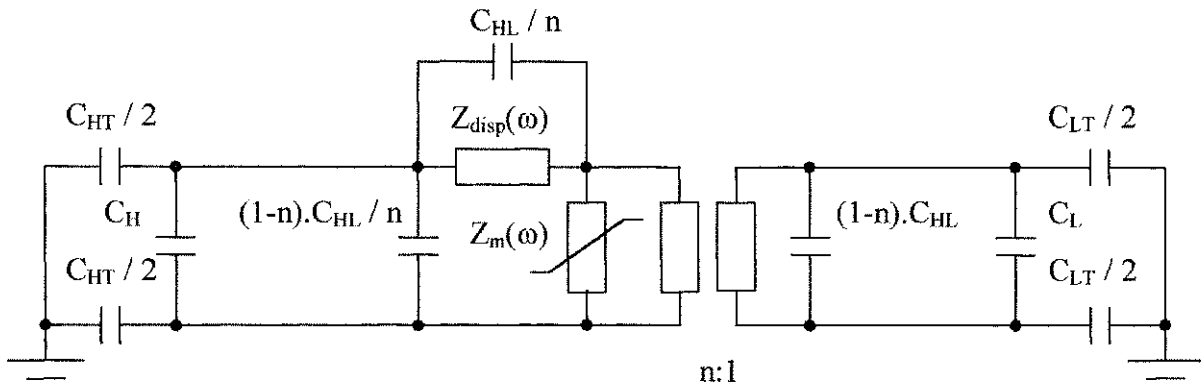 C_HL / n
C_HT / 2
Z_disp(ω)
C_LT / 2
C_H
(1-n).C_HL / n
Z_m(ω)
(1-n).C_HL
C_L
C_HT / 2
C_LT / 2
n:1